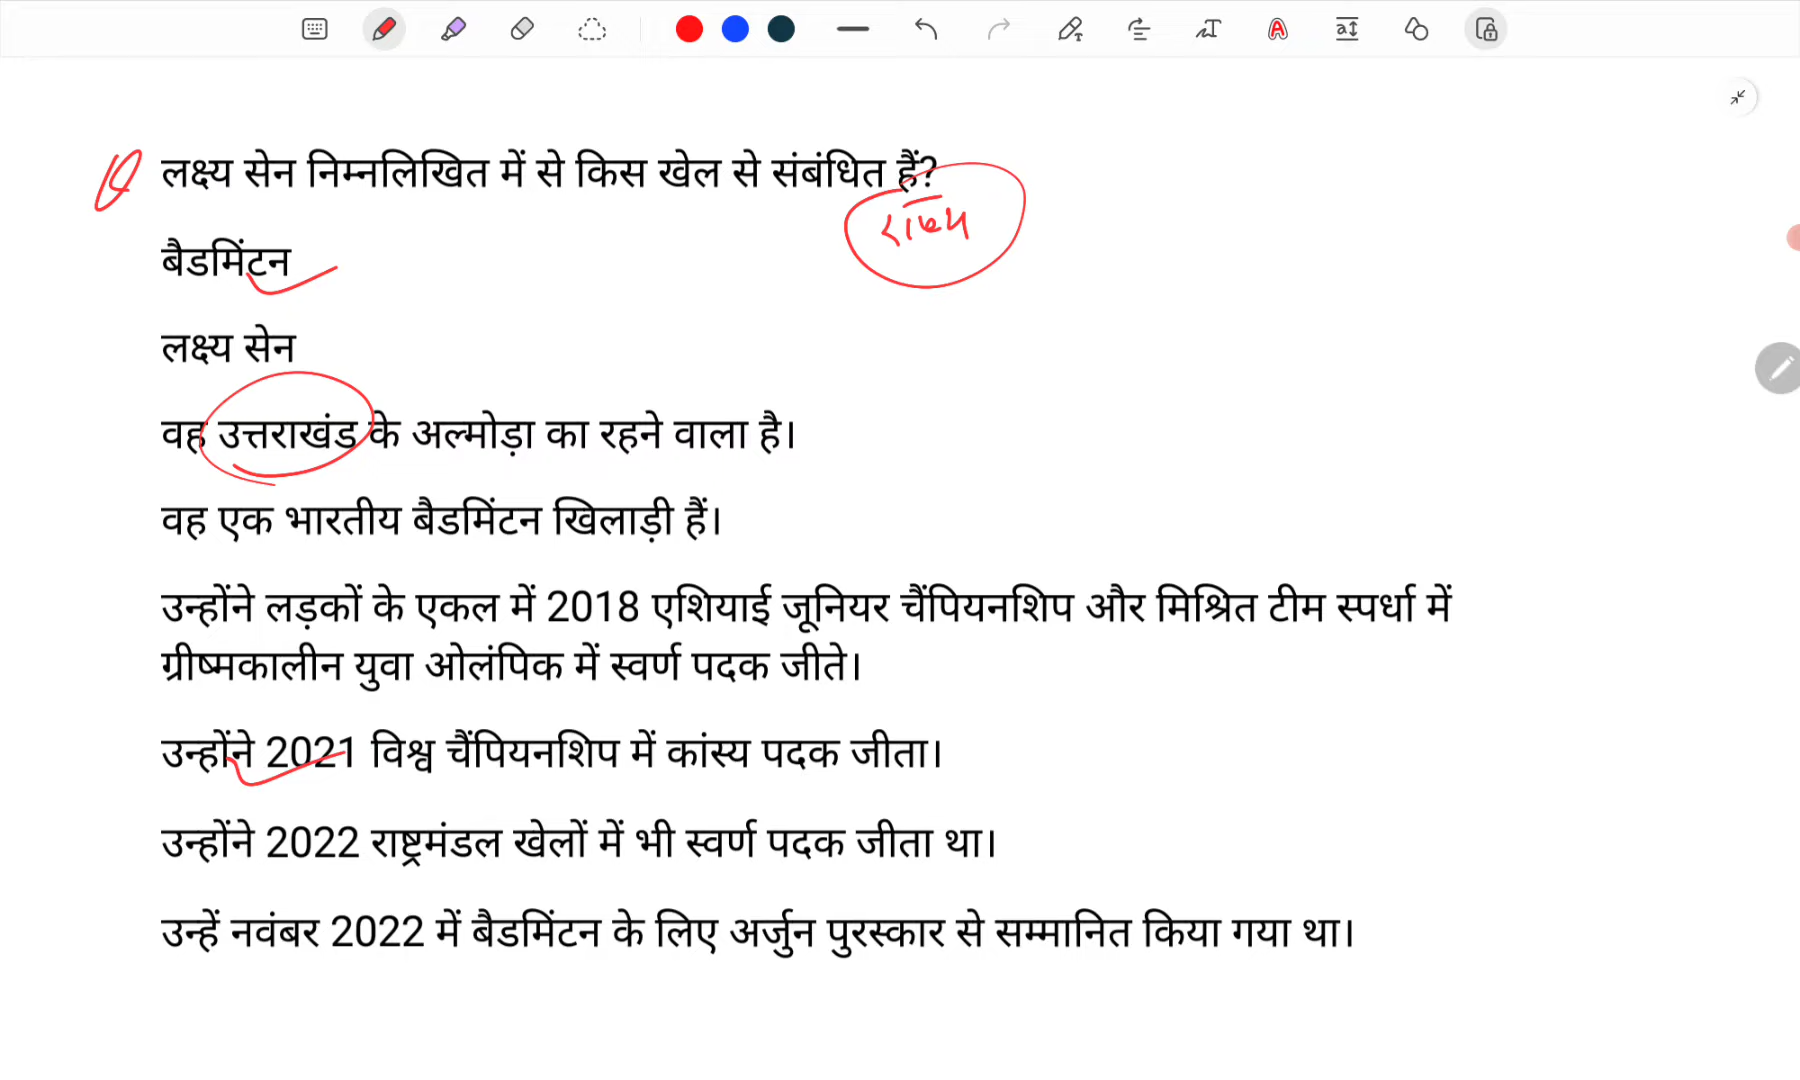 लक्ष्य सेन निम्नलिखित में से किस खेल से संबंधित हैं?
राज्य
बैडमिंटन
लक्ष्य सेन
वह उत्तराखंड के अल्मोड़ा का रहने वाला है।
वह एक भारतीय बैडमिंटन खिलाड़ी हैं।
उन्होंने लड़कों के एकल में 2018 एशियाई जूनियर चैंपियनशिप और मिश्रित टीम स्पर्धा में
ग्रीष्मकालीन युवा ओलंपिक में स्वर्ण पदक जीते।
उन्होंने 2021 विश्व चैंपियनशिप में कांस्य पदक जीता।
उन्होंने 2022 राष्ट्रमंडल खेलों में भी स्वर्ण पदक जीता था।
उन्हें नवंबर 2022 में बैडमिंटन के लिए अर्जुन पुरस्कार से सम्मानित किया गया था।